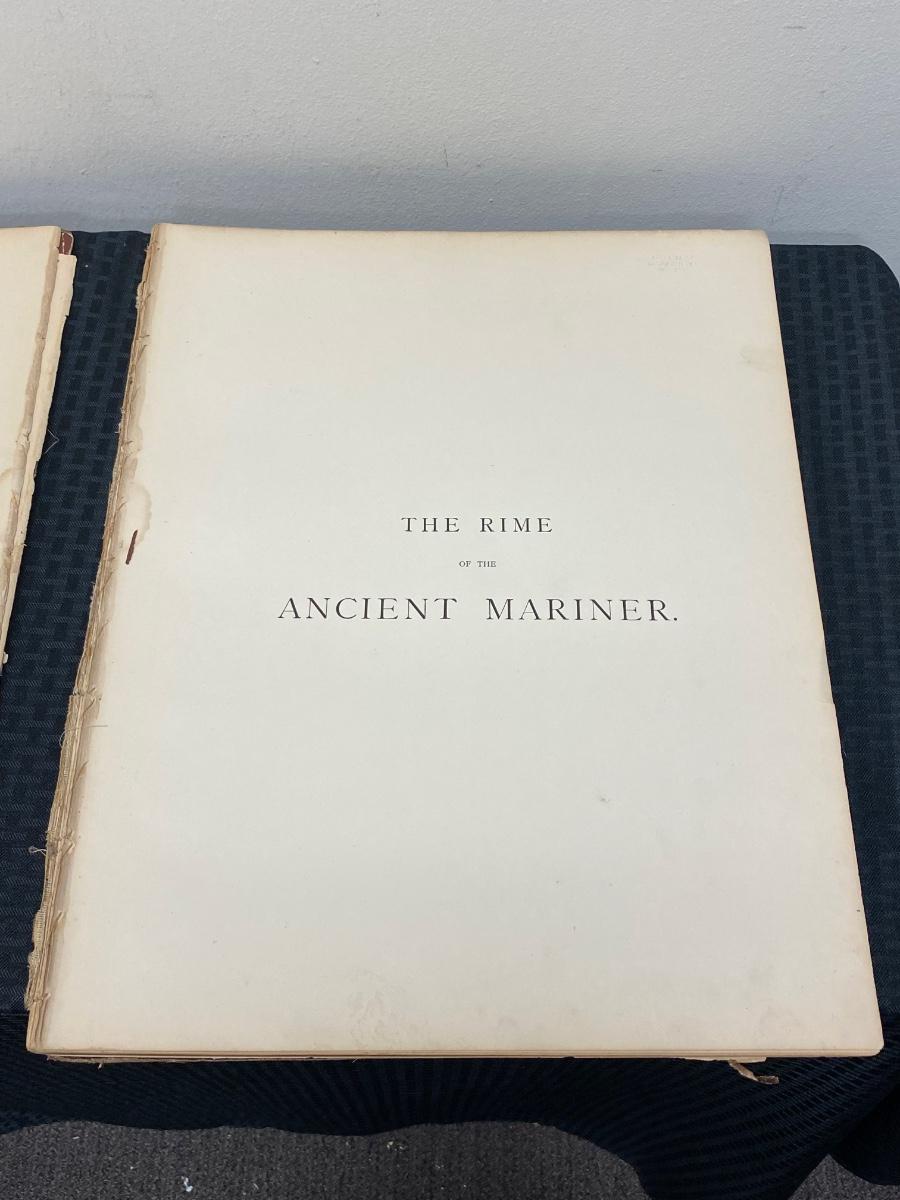 THE RIME
OF THE
ANCIENT MARINER.